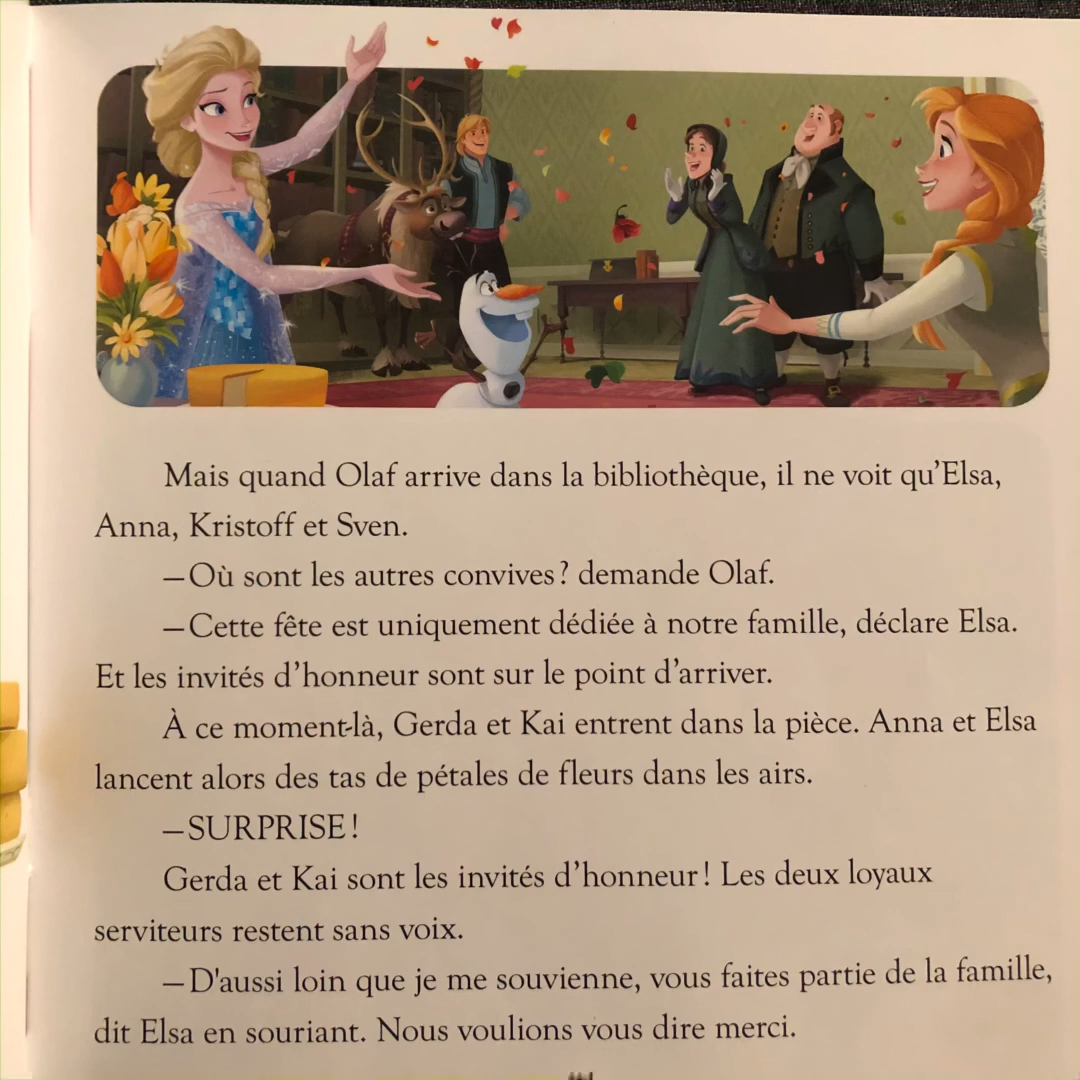 Mais quand Olaf arrive dans la bibliothèque, il ne voit qu’Elsa,
Anna, Kristoff et Sven.
—Où sont les autres convives? demande Olaf.
—Cette fête est uniquement dédiée à notre famille, déclare Elsa.
Et les invités d’honneur sont sur le point d’arriver.
À ce moment-là, Gerda et Kai entrent dans la pièce. Anna et Elsa
lancent alors des tas de pétales de fleurs dans les airs.
—SURPRISE!
Gerda et Kai sont les invités d’honneur! Les deux loyaux
serviteurs restent sans voix.
—D'aussi loin que je me souvienne, vous faites partie de la famille,
dit Elsa en souriant. Nous voulions vous dire merci.